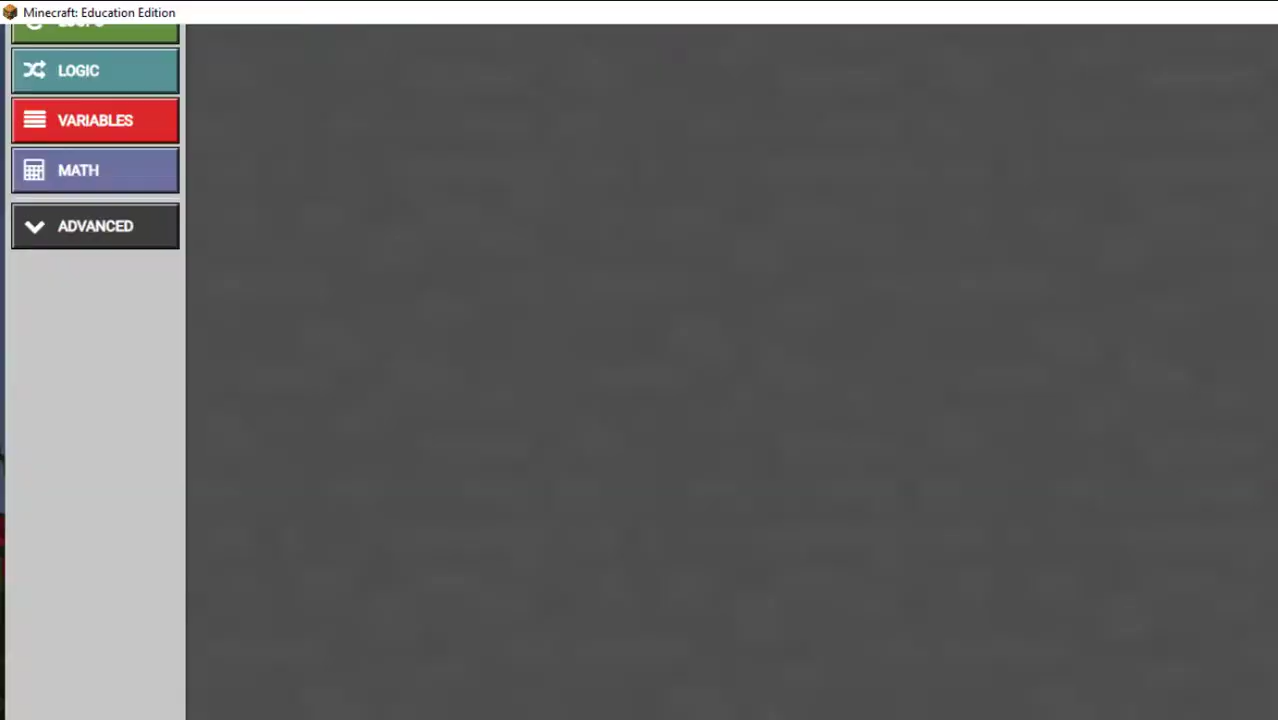 Minecraft: Education Edition
LOGIC
VARIABLES
MATH
ADVANCED